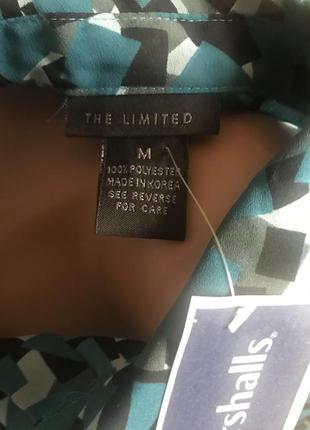 THE LIMITED
M
100% POLYESTER
MADE IN KOREA
SEE REVERSE
FOR CARE
rshalls.